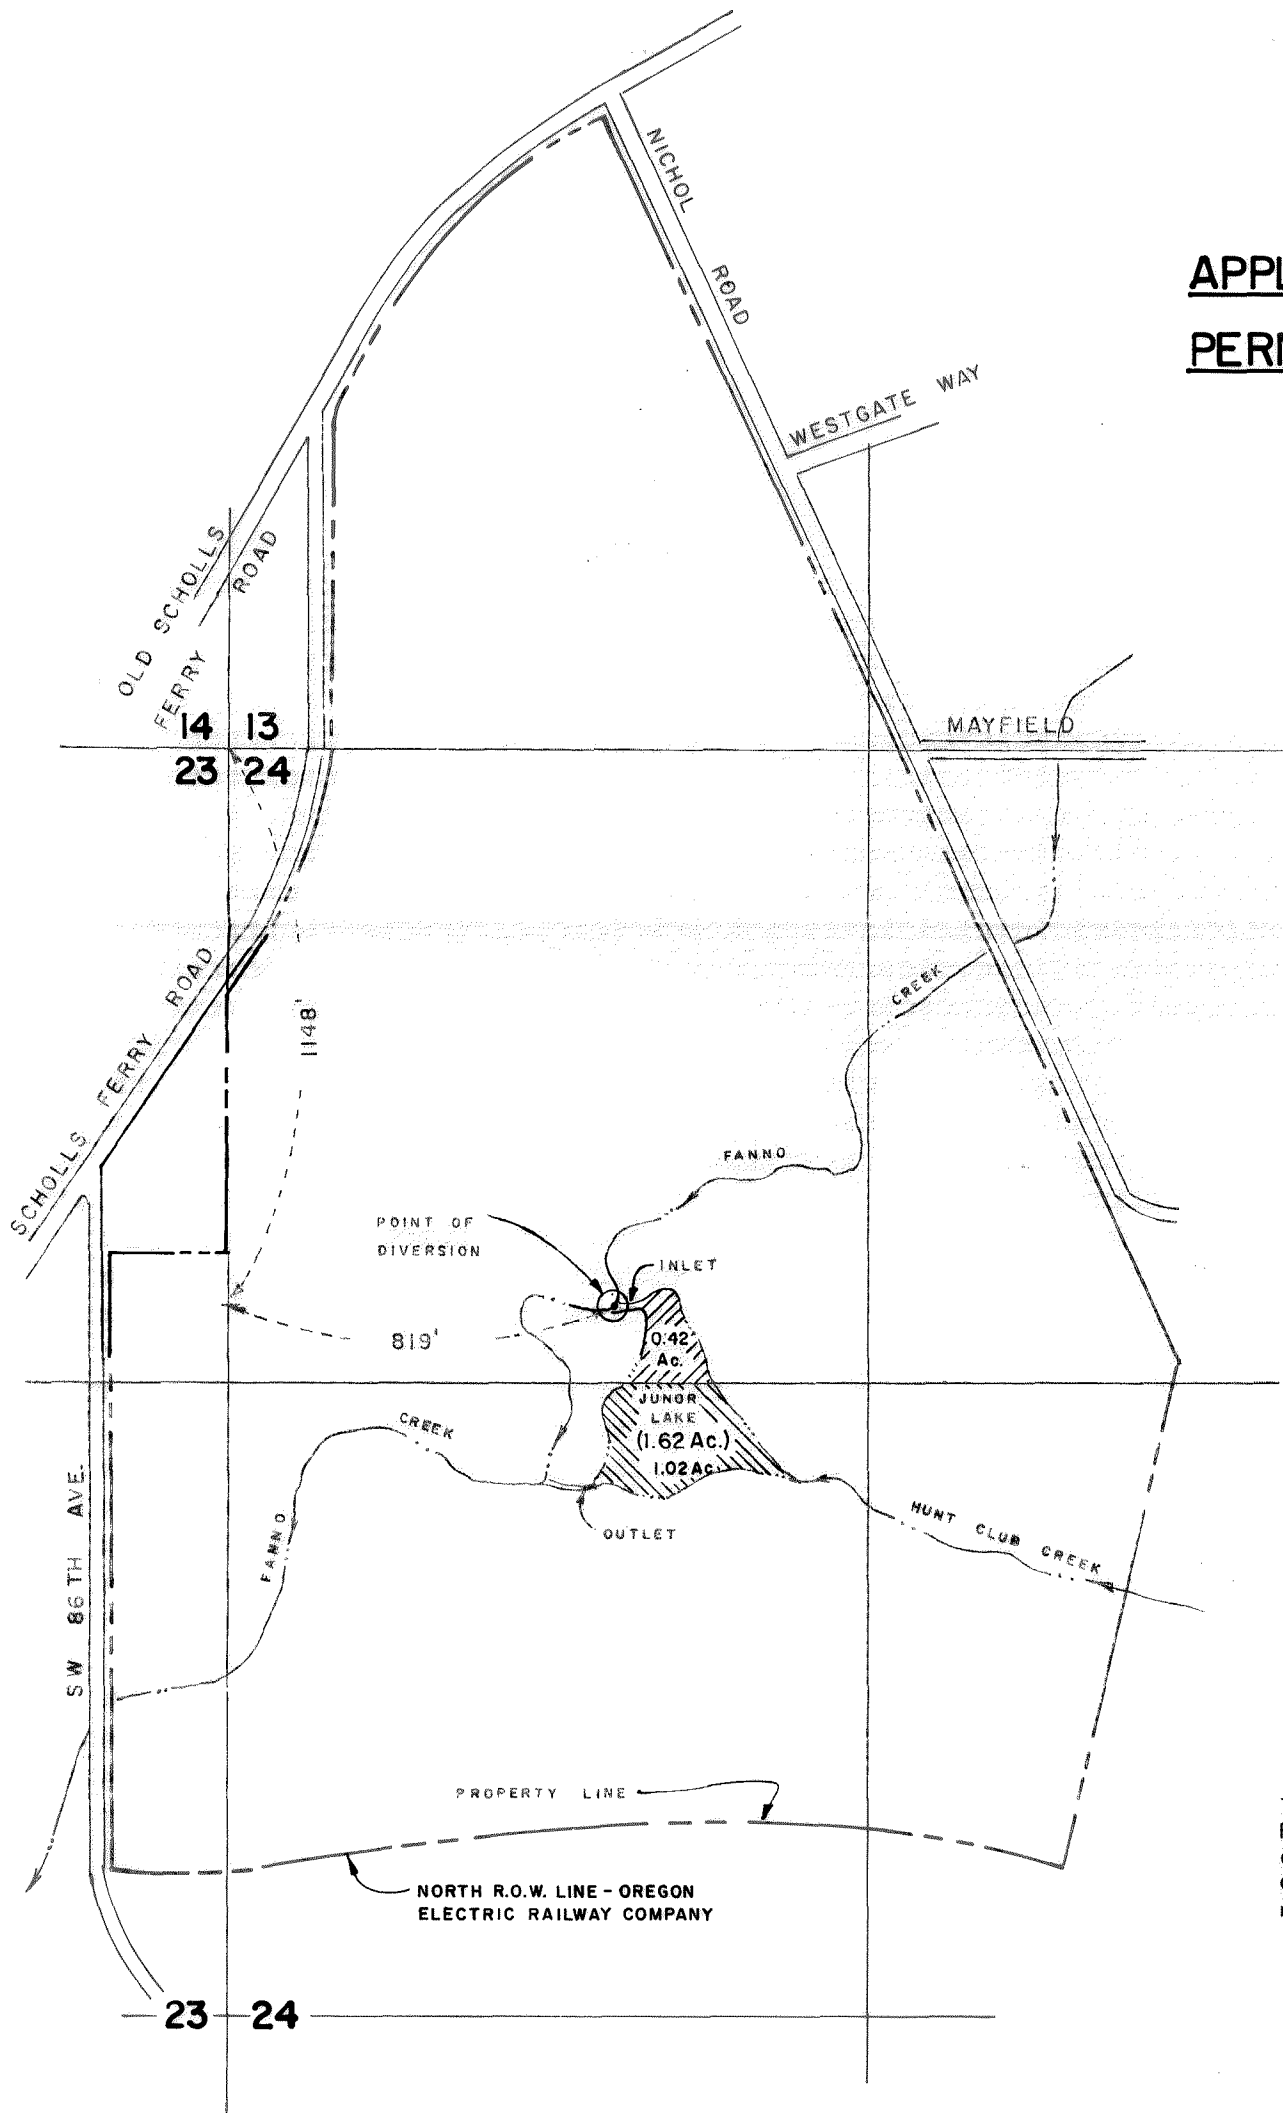 NICHOL
ROAD
APPL
PERM
WESTGATE WAY
OLD SCHOLLS
FERRY ROAD
14 13
23 24
MAYFIELD
SCHOLLS FERRY ROAD
1148'
CREEK
FANNO
POINT OF
DIVERSION
INLET
819'
0.42
Ac.
JUNOR
LAKE
(1.62 Ac.)
1.02 Ac.
CREEK
FANNO
OUTLET
HUNT CLUB CREEK
SW 86TH AVE.
PROPERTY LINE
NORTH R.O.W. LINE - OREGON
ELECTRIC RAILWAY COMPANY
23 24